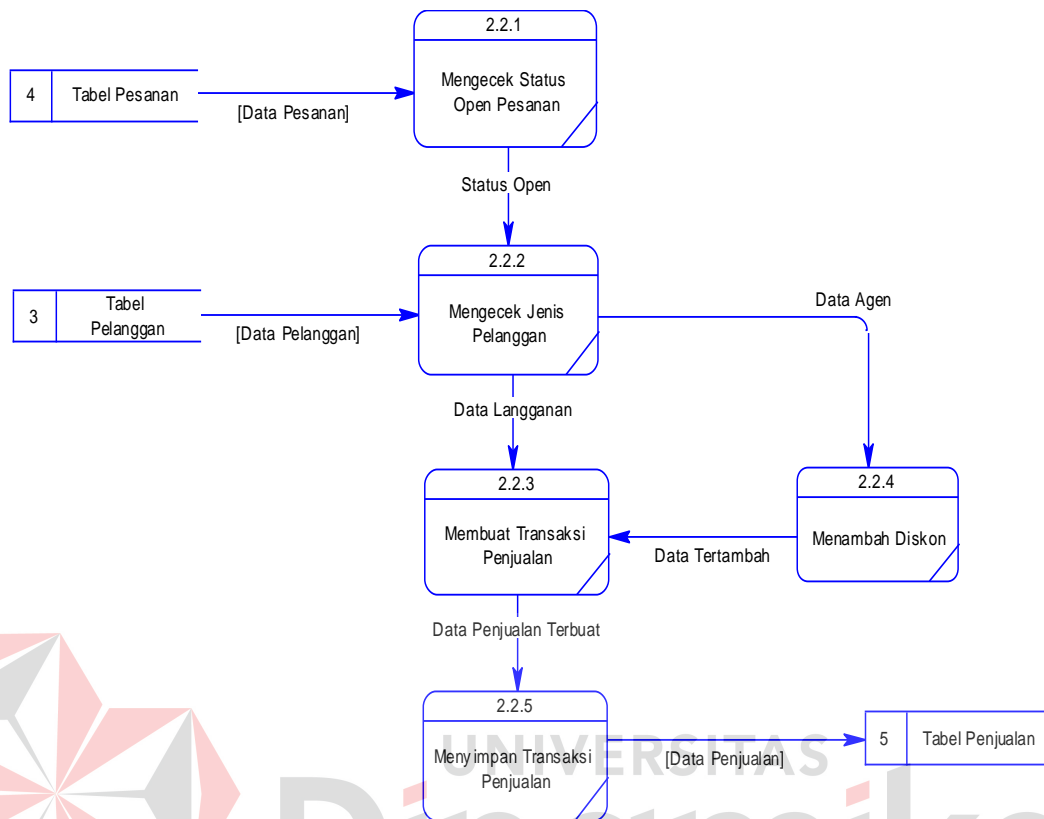 2.2.1
Mengecek Status
Open Pesanan
4
Tabel Pesanan
[Data Pesanan]
Status Open
2.2.2
Mengecek Jenis
Pelanggan
3
Tabel
Pelanggan
[Data Pelanggan]
Data Agen
Data Langganan
2.2.3
Membuat Transaksi
Penjualan
2.2.4
Menambah Diskon
Data Tertambah
Data Penjualan Terbuat
2.2.5
Menyimpan Transaksi
Penjualan
[Data Penjualan]
5
Tabel Penjualan
UNIVERSITAS